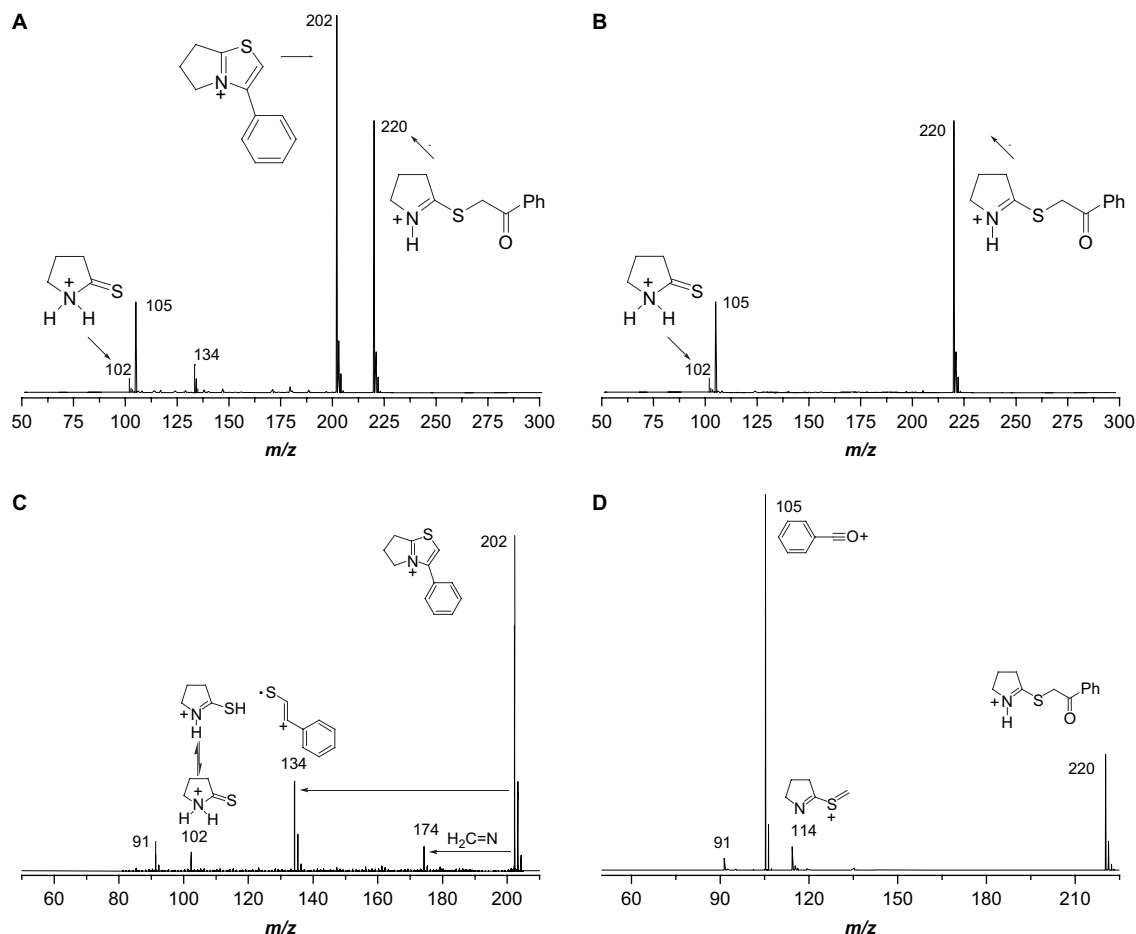 A
202
S
N
+
220
N
+
H
S
O
Ph
N
+
H H
S
105
102
134
50 75 100 125 150 175 200 225 250 275 300
m/z
B
220
N
+
H
S
O
Ph
N
+
H H
S
105
102
50 75 100 125 150 175 200 225 250 275 300
m/z
C
202
S
N
+
N
+
H
SH
·S
+
N
+
H H
S
134
102
91
174
H₂C=N
60 80 100 120 140 160 180 200
m/z
D
105
O+
220
N
+
H
S
O
Ph
N
S
+
114
91
60 90 120 150 180 210
m/z